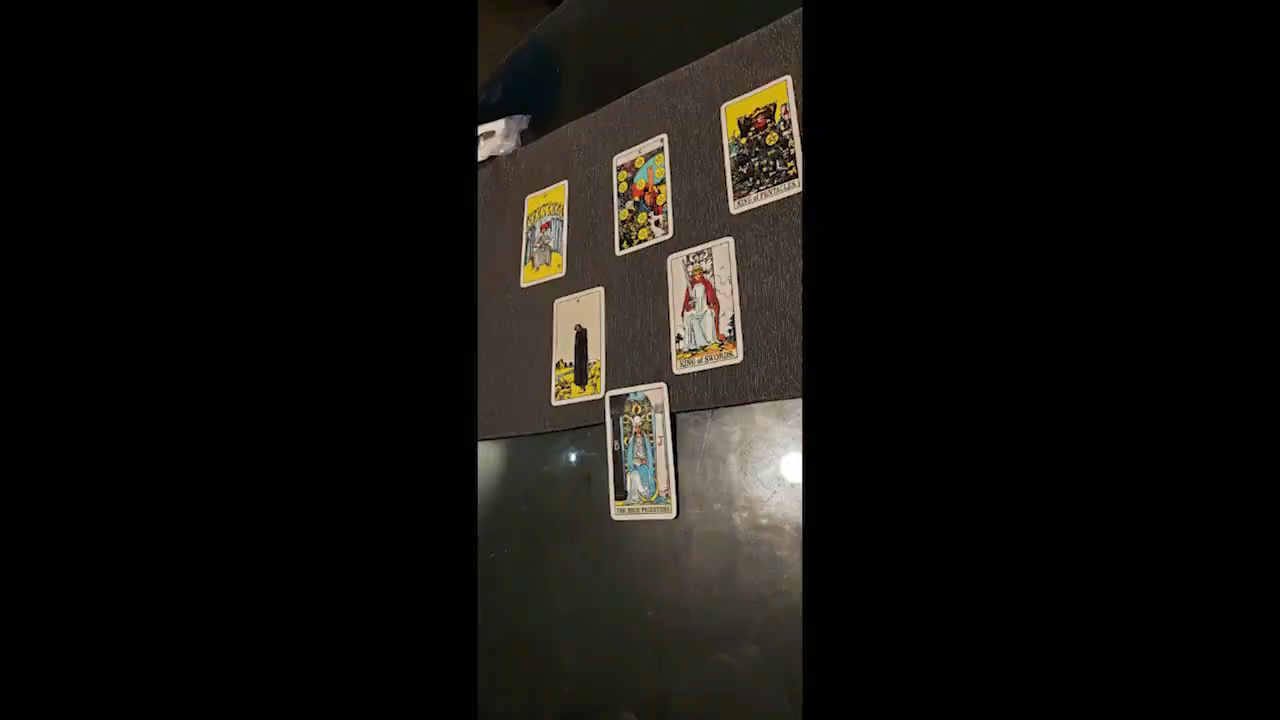 KING of PENTACLES.
X
KING of SWORDS.
B J
THE HIGH PRIESTESS